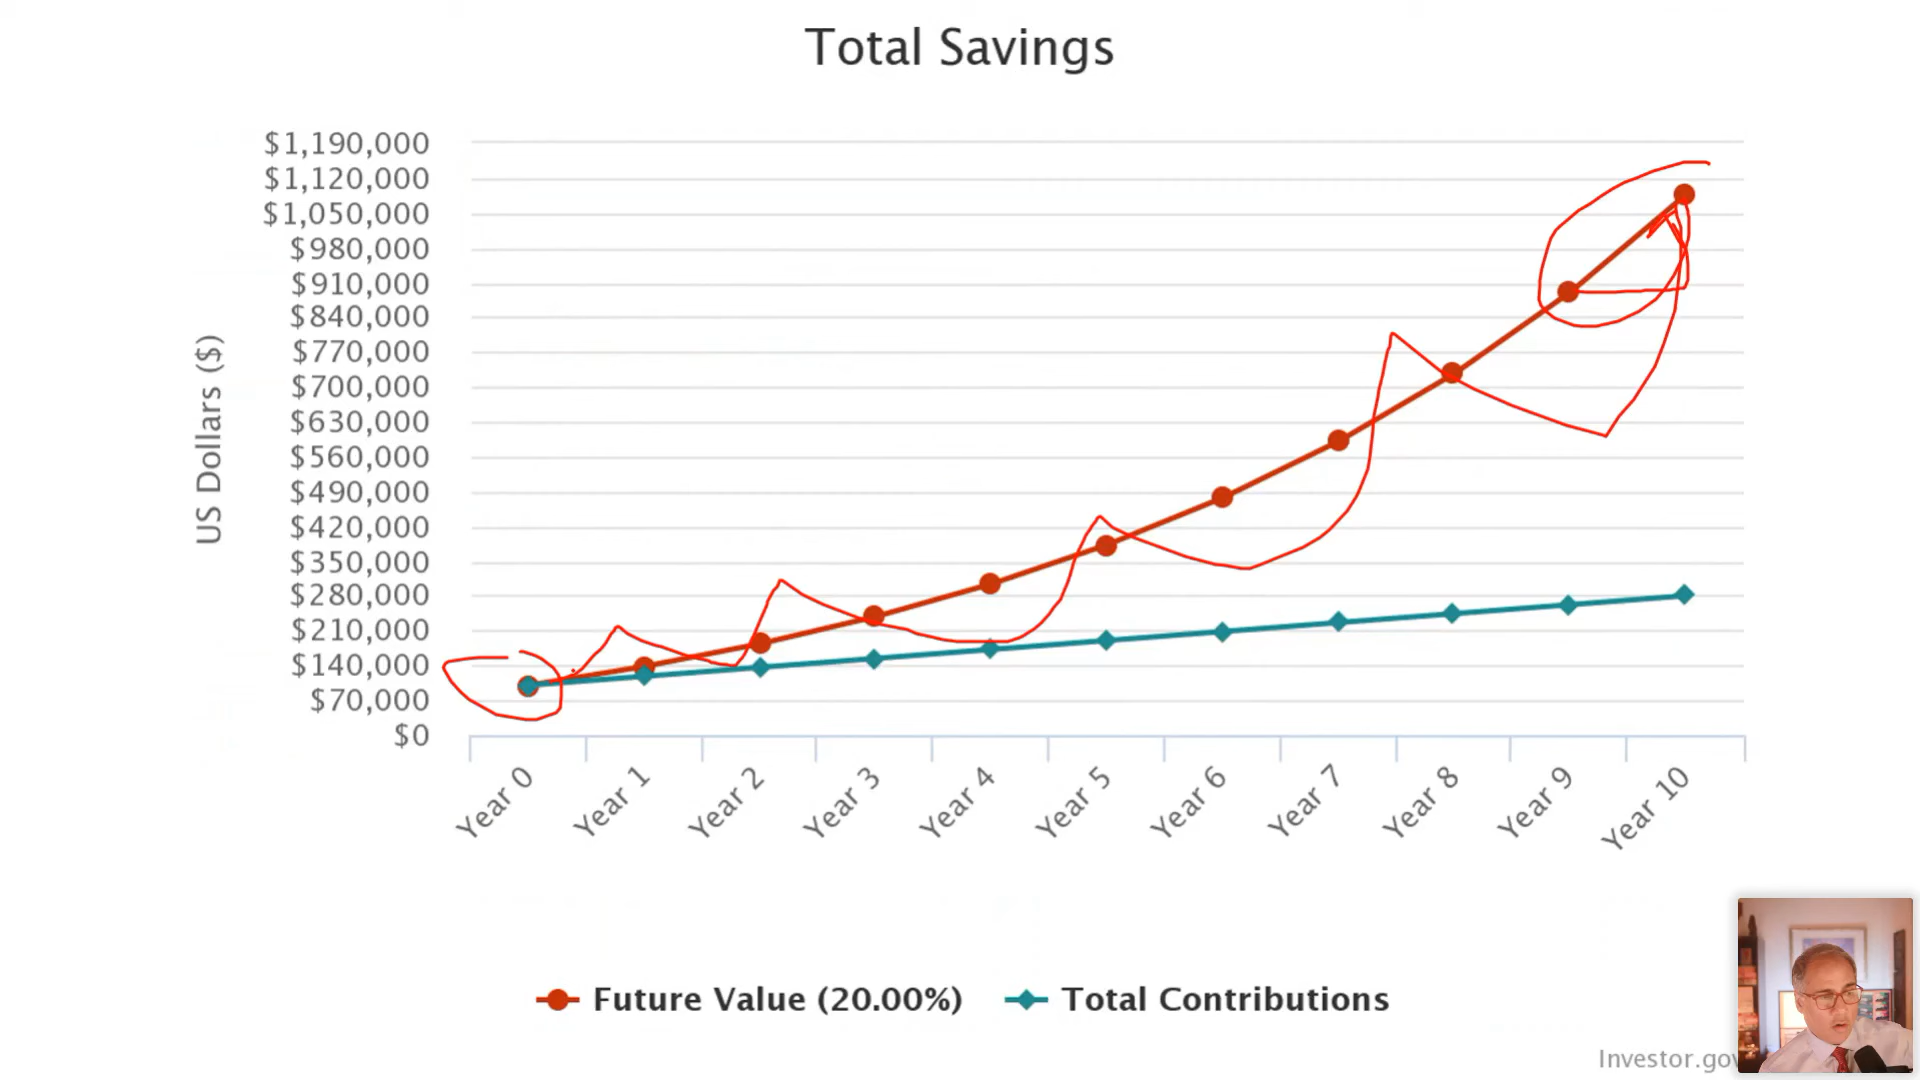 Total Savings
$1,190,000
$1,120,000
$1,050,000
$980,000
$910,000
$840,000
$770,000
$700,000
$630,000
$560,000
$490,000
$420,000
$350,000
$280,000
$210,000
$140,000
$70,000
$0
US Dollars ($)
Year 0
Year 1
Year 2
Year 3
Year 4
Year 5
Year 6
Year 7
Year 8
Year 9
Year 10
Future Value (20.00%)
Total Contributions
Investor.gov